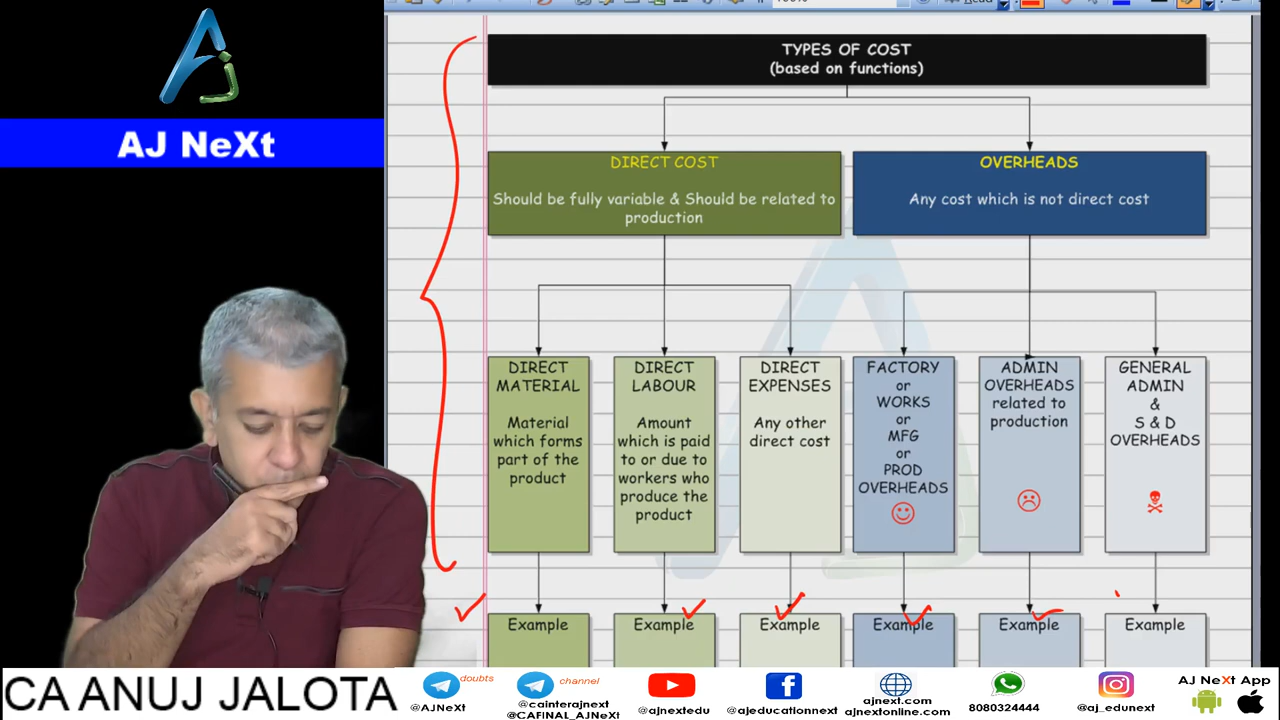 AJ NeXt
TYPES OF COST
(based on functions)
DIRECT COST
Should be fully variable & Should be related to
production
OVERHEADS
Any cost which is not direct cost
DIRECT
MATERIAL
Material
which forms
part of the
product
DIRECT
LABOUR
Amount
which is paid
to or due to
workers who
produce the
product
DIRECT
EXPENSES
Any other
direct cost
FACTORY
or
WORKS
or
MFG
or
PROD
OVERHEADS
ADMIN
OVERHEADS
related to
production
GENERAL
ADMIN
&
S & D
OVERHEADS
Example
Example
Example
Example
Example
Example
CA ANUJ JALOTA
doubts
@AJNeXt
channel
@cainterajnext
@CAFINAL_AJNeXt
@ajnextedu
@ajeducationnext
ajnext.com
ajnextonline.com
8080324444
@aj_edunext
AJ NeXt App